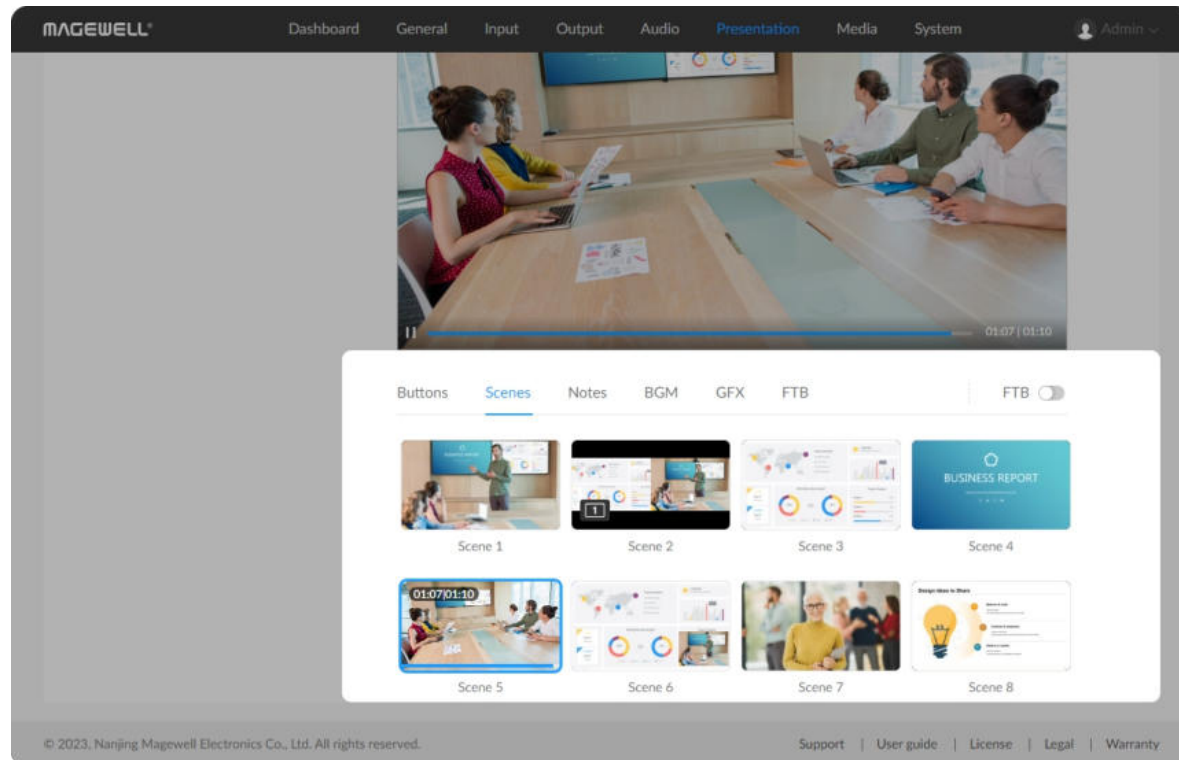 MAGEWELL®
Dashboard General Input Output Audio Presentation Media System Admin
01:07 | 01:10
Buttons Scenes Notes BGM GFX FTB FTB
BUSINESS REPORT
1
Scene 1 Scene 2 Scene 3 Scene 4
01:07|01:10
Design Ideas to Share
Scene 5 Scene 6 Scene 7 Scene 8
© 2023. Nanjing Magewell Electronics Co., Ltd. All rights reserved. Support | User guide | License | Legal | Warranty